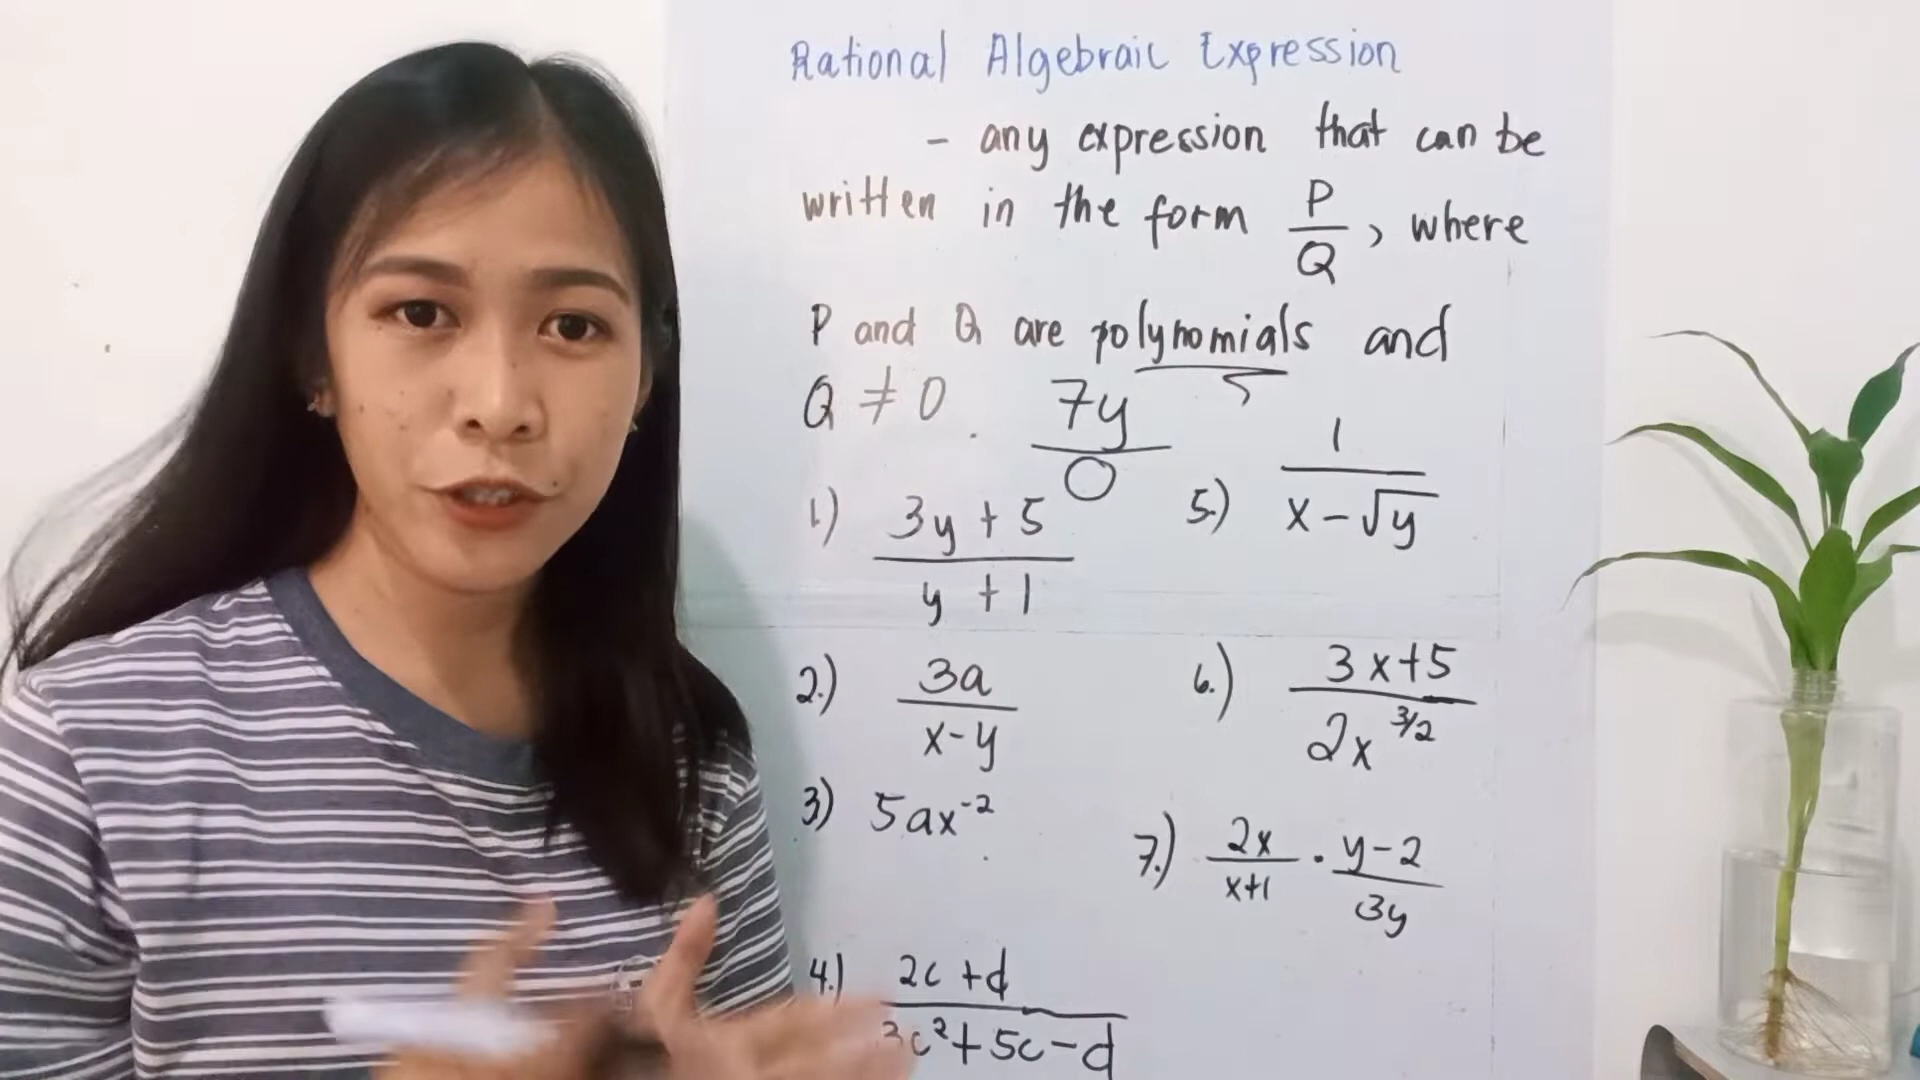 Rational Algebraic Expression
- any expression that can be
written in the form P/Q, where
P and Q are polynomials and
Q ≠ 0. 7y/0
1.) (3y + 5)/(y + 1)
2.) 3a/(x-y)
3) 5ax⁻²
4.) (2c + d)/(3c² + 5c - d)
5.) 1/(x - √y)
6.) (3x+5)/(2x^(3/2))
7.) 2x/(x+1) · (y-2)/(3y)